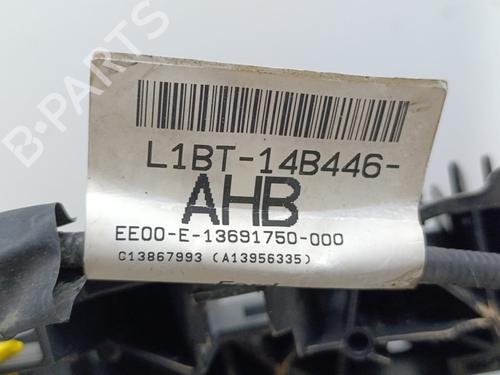 B-PARTS
L1BT-14B446-
AHB
EE00-E-13691750-000
C13867993 (A13956335)